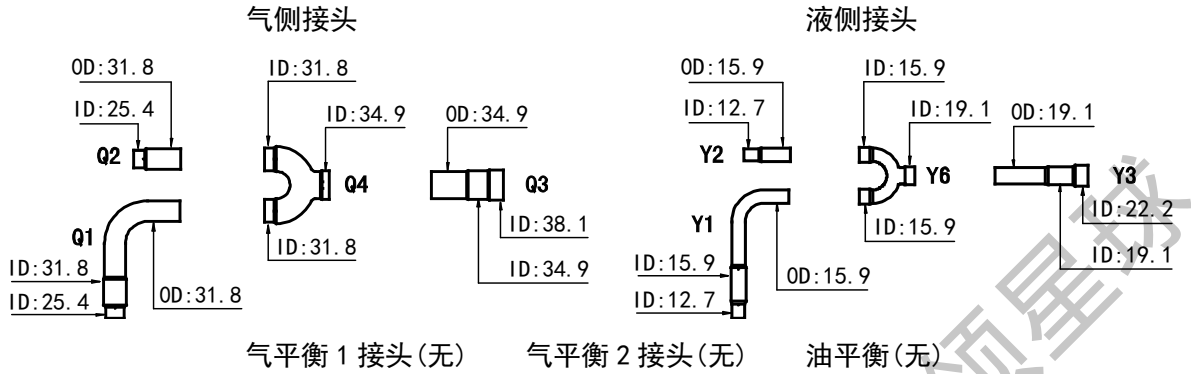 气侧接头
液侧接头
OD:31.8
ID:31.8
ID:25.4
ID:34.9
OD:34.9
Q2
Q4
Q3
Q1
ID:38.1
ID:31.8
ID:34.9
ID:31.8
OD:31.8
ID:25.4
OD:15.9
ID:15.9
ID:12.7
ID:19.1
OD:19.1
Y2
Y6
Y3
Y1
ID:22.2
ID:15.9
ID:19.1
ID:15.9
OD:15.9
ID:12.7
气平衡1接头(无) 气平衡2接头(无) 油平衡(无)
领星球